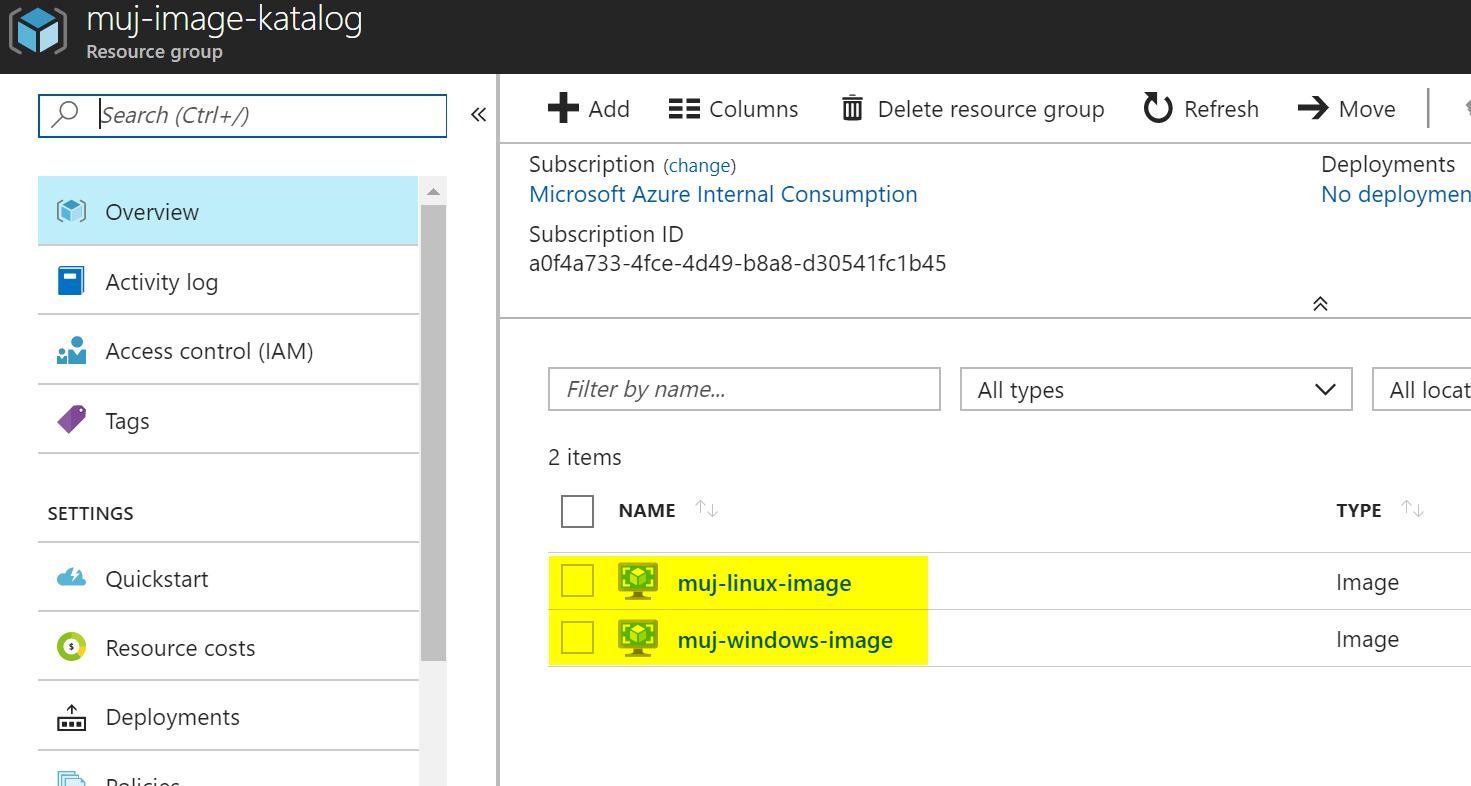 muj-image-katalog
Resource group
Search (Ctrl+/)
«
Overview
Activity log
Access control (IAM)
Tags
SETTINGS
Quickstart
Resource costs
Deployments
Policies
Add
Columns
Delete resource group
Refresh
Move
Subscription (change)
Microsoft Azure Internal Consumption
Subscription ID
a0f4a733-4fce-4d49-b8a8-d30541fc1b45
Deployments
No deploymen
Filter by name...
All types
All locat
2 items
NAME
TYPE
muj-linux-image
Image
muj-windows-image
Image